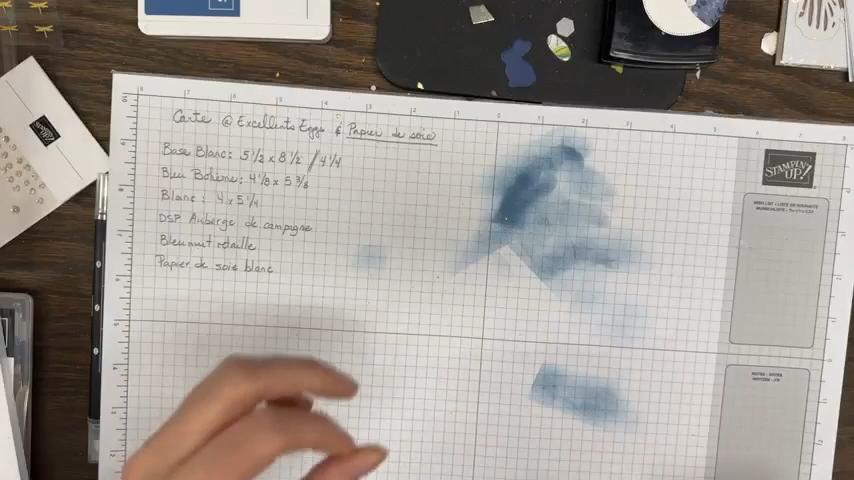 Carte @ Excellents Eggs & Papier de soie
Base Blanc: 5 1/2 x 8 1/2 // 4 1/4
Bleu Bohème: 4 1/8 x 5 3/8
Blanc: 4 x 5 1/4
DSP Auberge de campagne
Bleu nuit retaille
Papier de soie blanc
STAMPIN' UP!